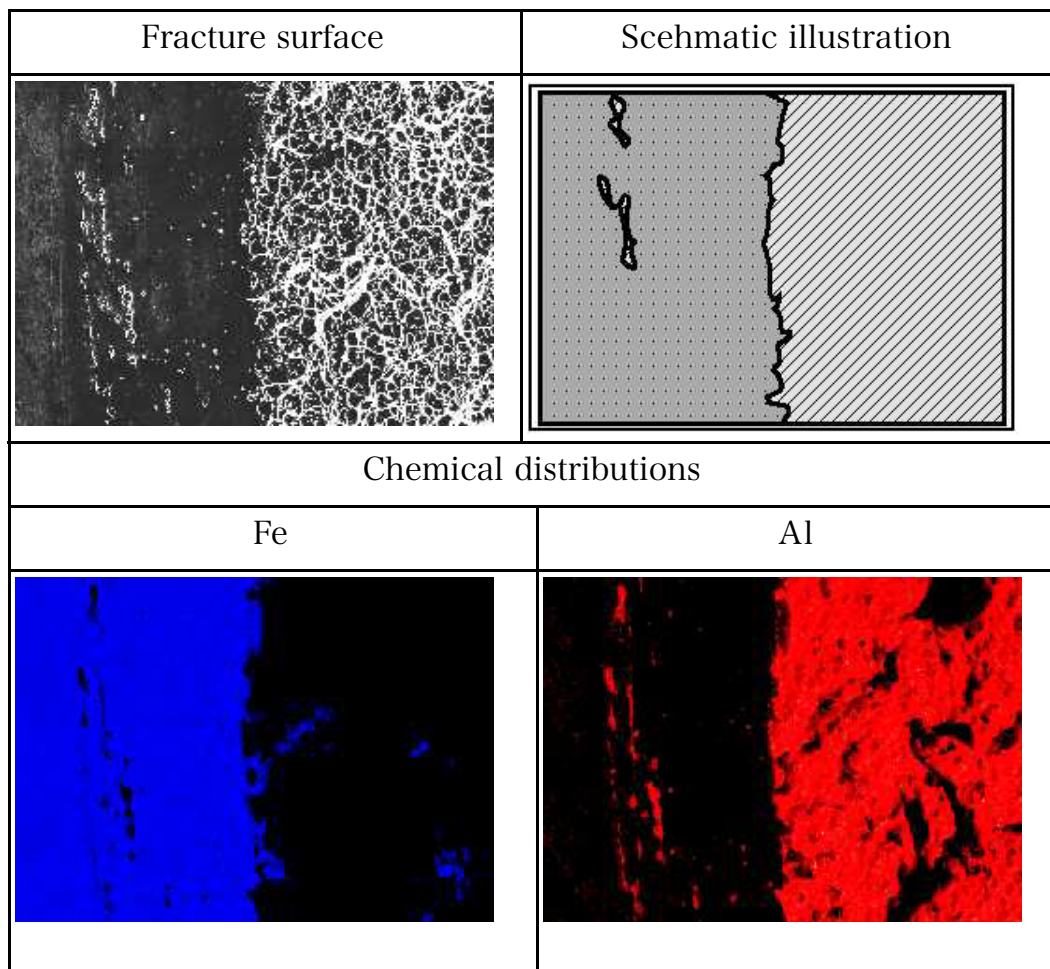 Fracture surface
Scehmatic illustration
Chemical distributions
Fe
Al